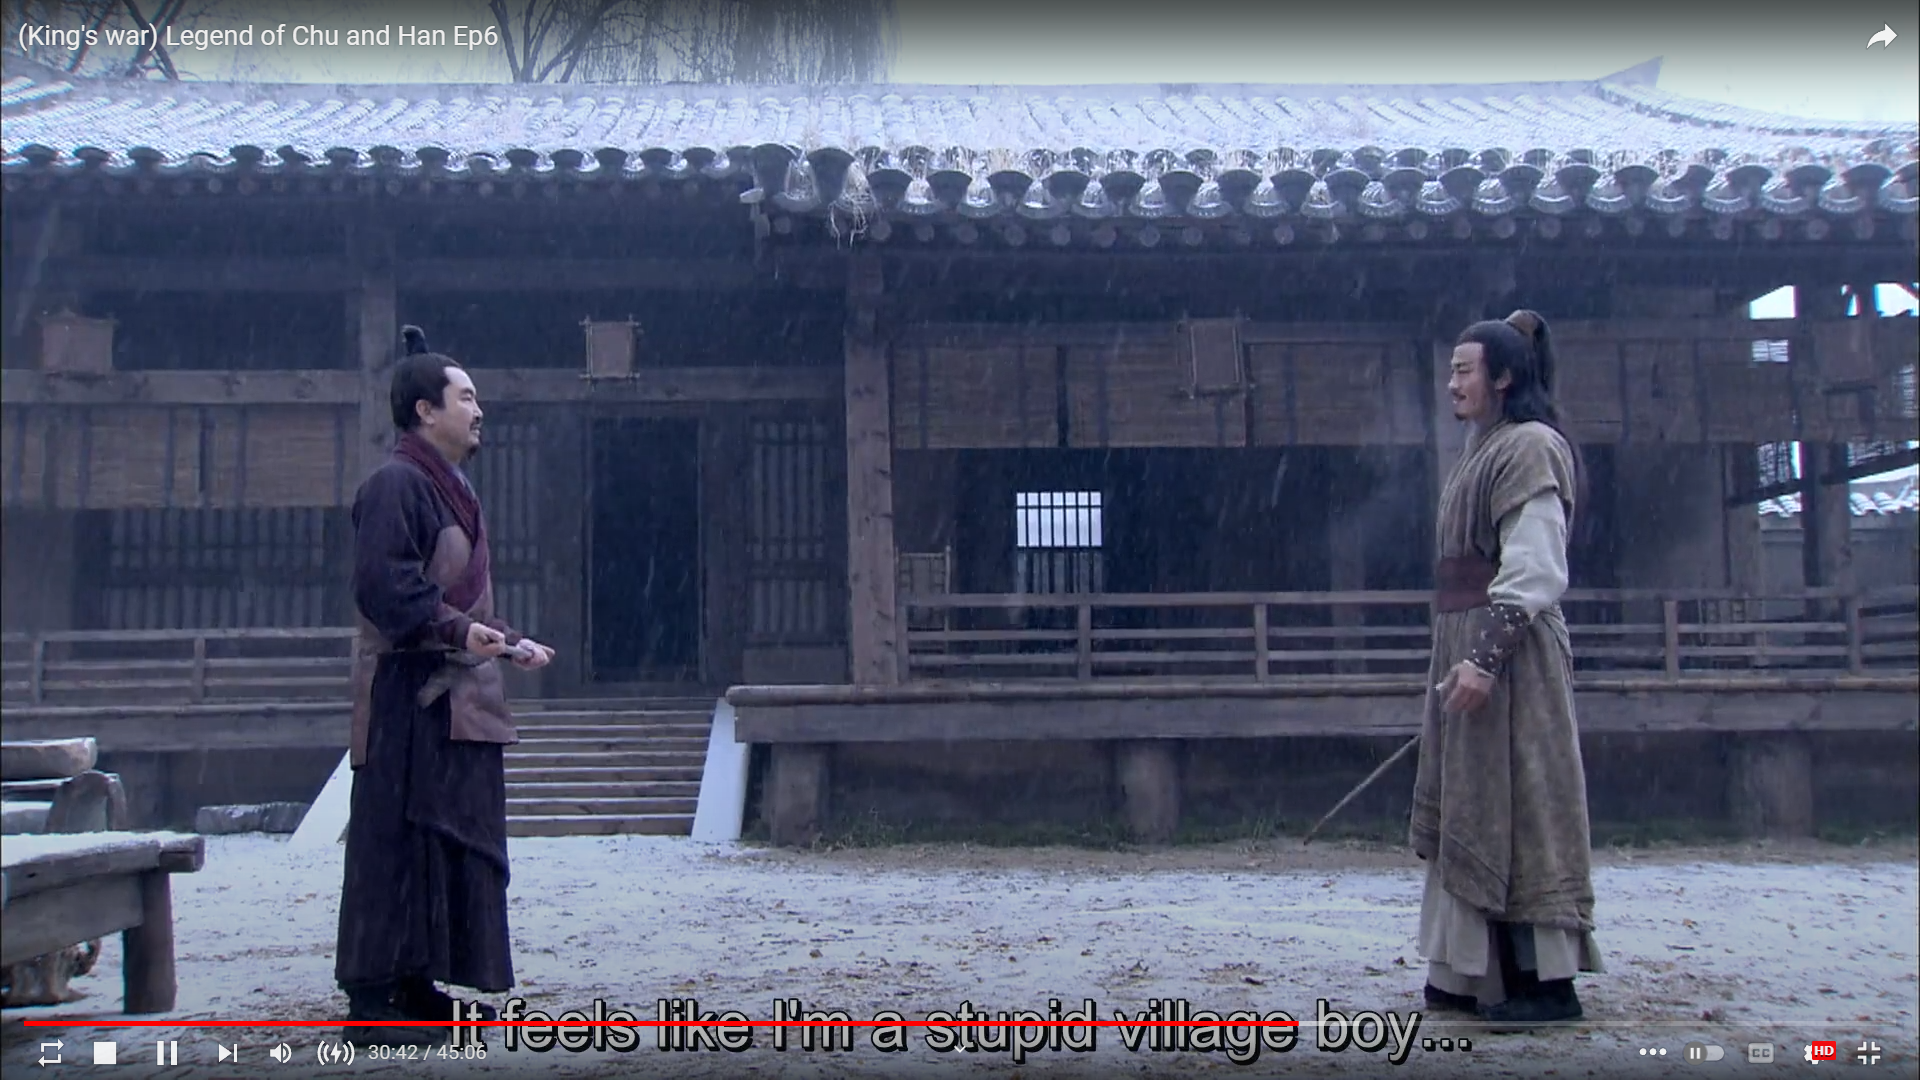 (King's war) Legend of Chu and Han Ep6
It feels like I'm a stupid village boy...
30:42 / 45:06
CC
HD